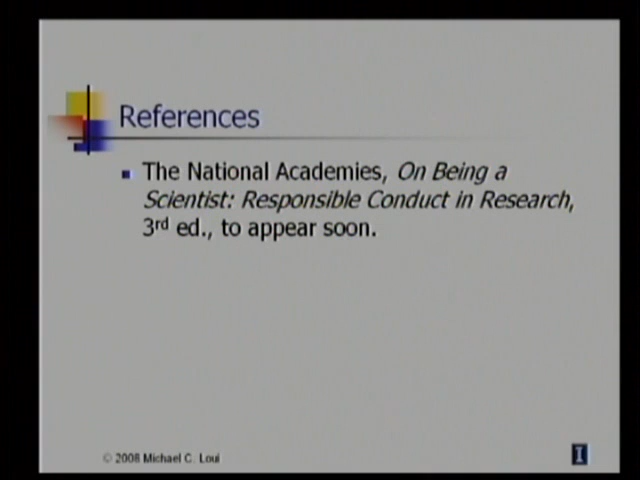 References
The National Academies, On Being a
Scientist: Responsible Conduct in Research,
3rd ed., to appear soon.
© 2008 Michael C. Loui
I